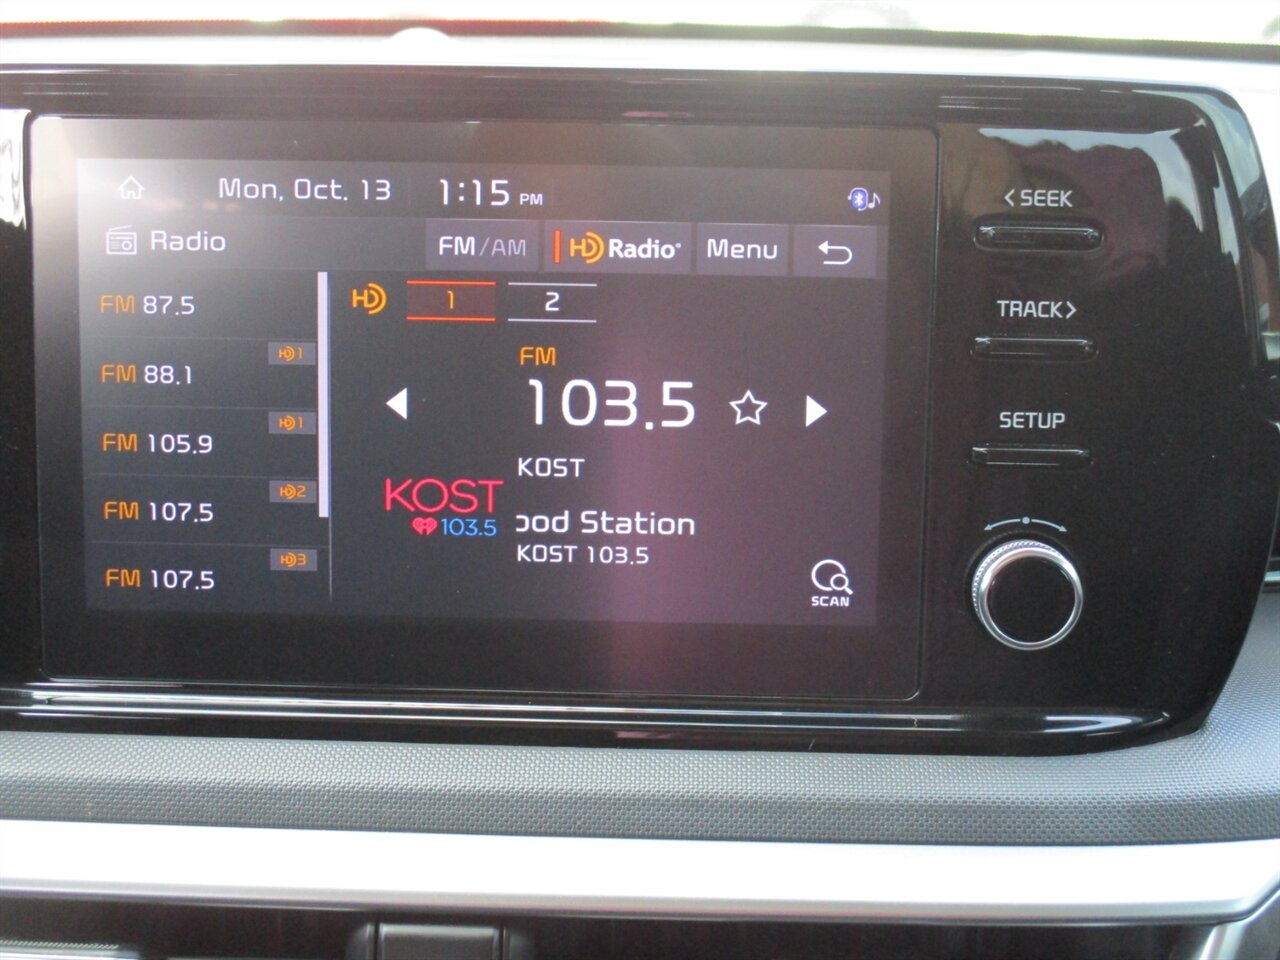 Mon, Oct. 13 1:15 PM
Radio FM/AM HD Radio® Menu
FM 87.5
FM 88.1 HD1
FM 105.9 HD1
FM 107.5 HD2
FM 107.5 HD3
HD 1 2
FM
103.5
KOST
KOST
103.5
ood Station
KOST 103.5
SCAN
<SEEK
TRACK>
SETUP